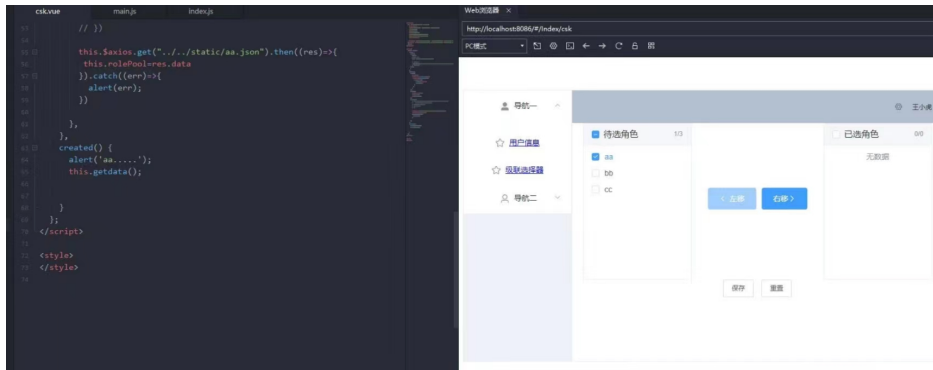 csk.vue main.js index.js
// })
this.$axios.get("../../static/aa.json").then((res)=>{
this.rolePool=res.data
}).catch((err)=>{
alert(err);
})
},
},
created() {
alert('aa.....');
this.getdata();
}
};
</script>
<style>
</style>
Web浏览器 ×
http://localhost:8086/#/Index/csk
PC模式
导航一
王小虎
用户信息
级联选择器
导航二
待选角色 1/3
aa
bb
cc
< 左移 右移 >
已选角色 0/0
无数据
保存 重置